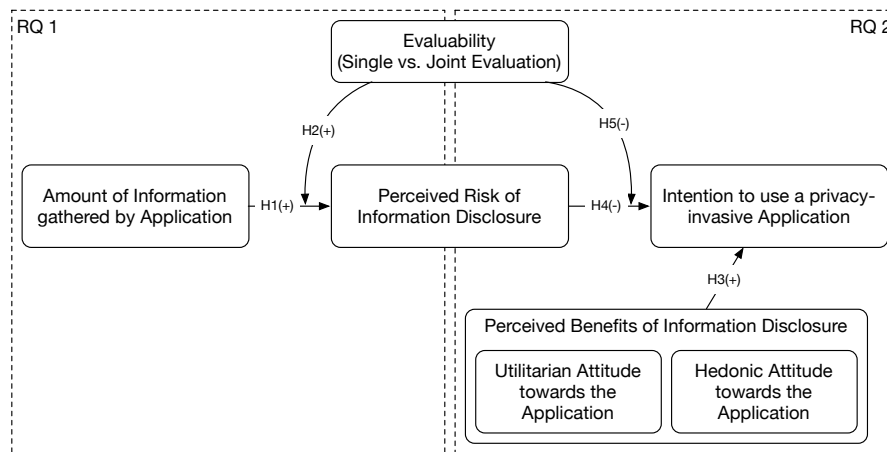 RQ 1
RQ 2
Evaluability
(Single vs. Joint Evaluation)
H2(+)
H5(-)
Amount of Information
gathered by Application
H1(+)
Perceived Risk of
Information Disclosure
H4(-)
Intention to use a privacy-
invasive Application
H3(+)
Perceived Benefits of Information Disclosure
Utilitarian Attitude
towards the
Application
Hedonic Attitude
towards the
Application